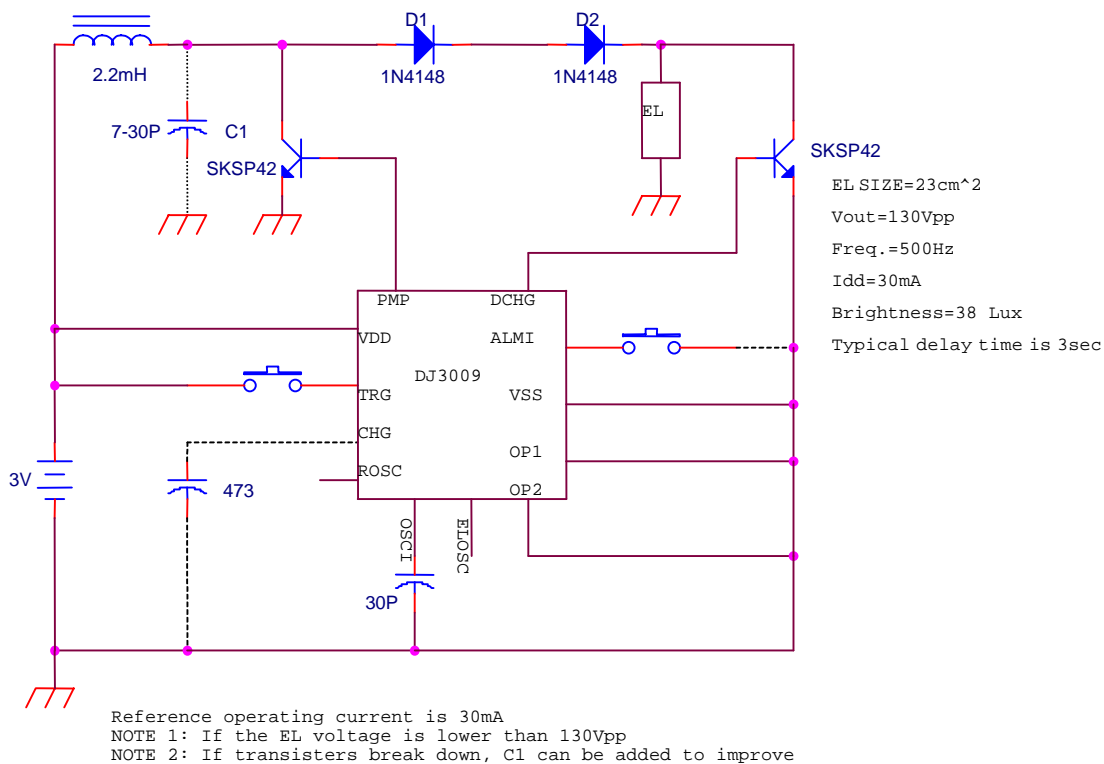 D1
D2
2.2mH
1N4148
1N4148
7-30P
C1
EL
SKSP42
SKSP42
EL SIZE=23cm^2
Vout=130Vpp
Freq.=500Hz
Idd=30mA
Brightness=38 Lux
Typical delay time is 3sec
PMP
DCHG
VDD
ALMI
DJ3009
TRG
VSS
CHG
OP1
ROSC
OP2
3V
473
OSCI
ELOSC
30P
Reference operating current is 30mA
NOTE 1: If the EL voltage is lower than 130Vpp
NOTE 2: If transisters break down, C1 can be added to improve